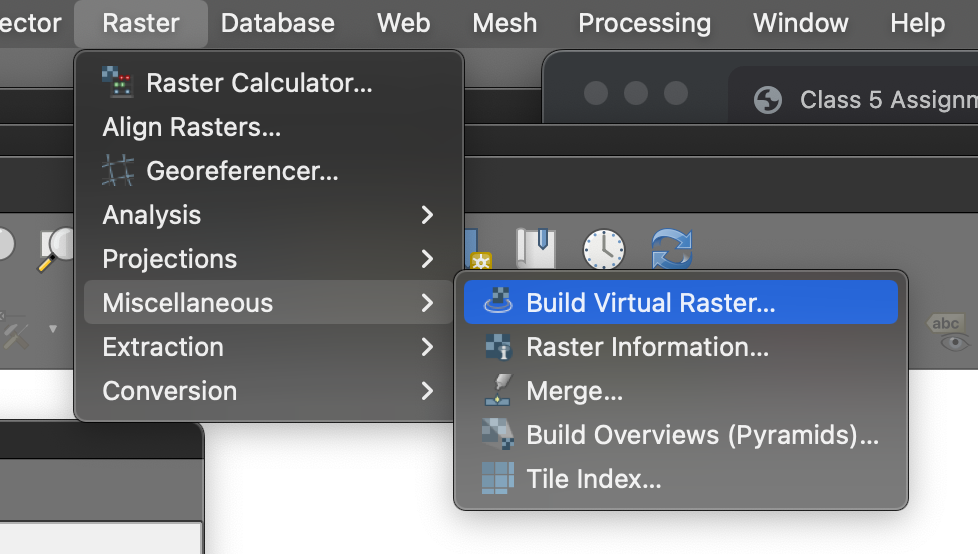 ector Raster Database Web Mesh Processing Window Help
Raster Calculator...
Class 5 Assignm
Align Rasters...
Georeferencer...
Analysis
Projections
Miscellaneous
Build Virtual Raster...
abc
Extraction
Raster Information...
Conversion
Merge...
Build Overviews (Pyramids)...
Tile Index...